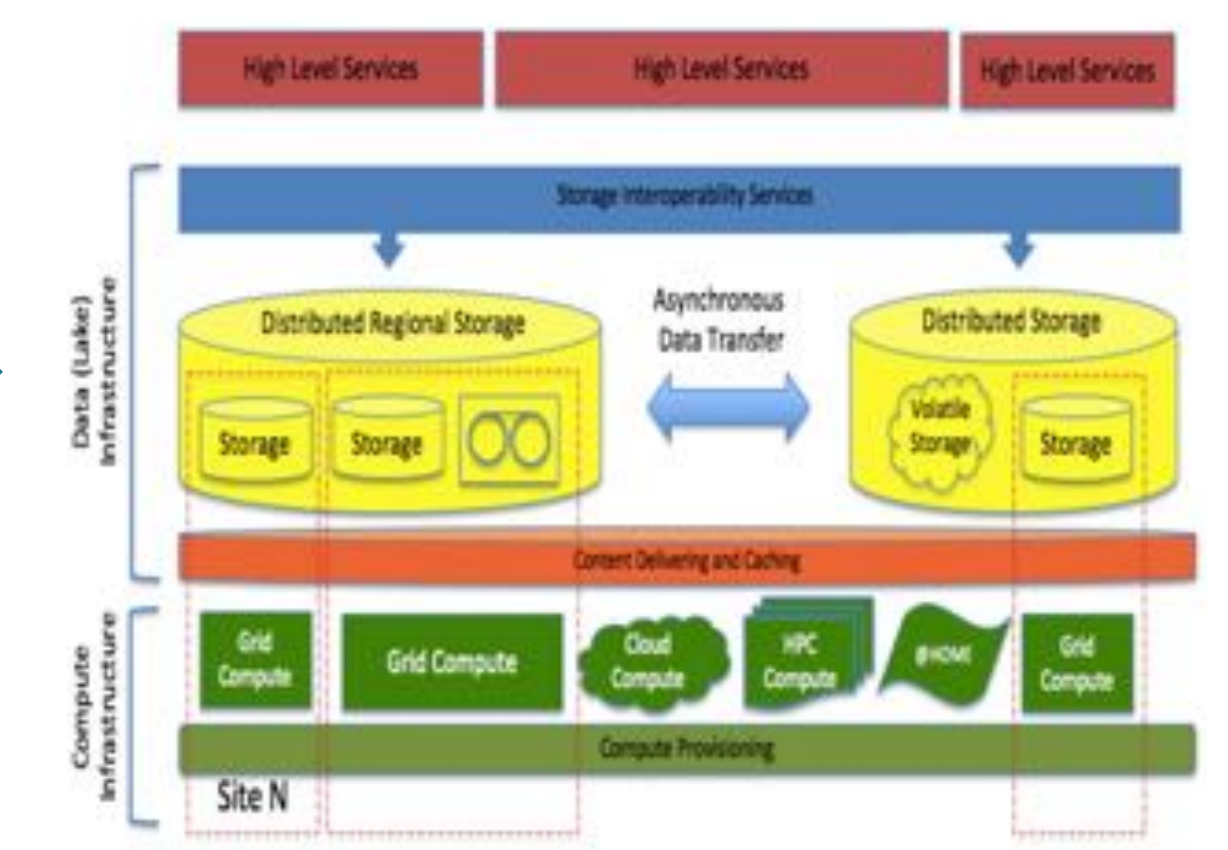 High Level Services
High Level Services
High Level Services
Storage Interoperability Services
Data (Lake)
Infrastructure
Distributed Regional Storage
Asynchronous
Data Transfer
Distributed Storage
Storage
Storage
Volatile
Storage
Storage
Content Delivering and Caching
Compute
Infrastructure
Grid
Compute
Grid Compute
Cloud
Compute
HPC
Compute
@HOME
Grid
Compute
Compute Provisioning
Site N